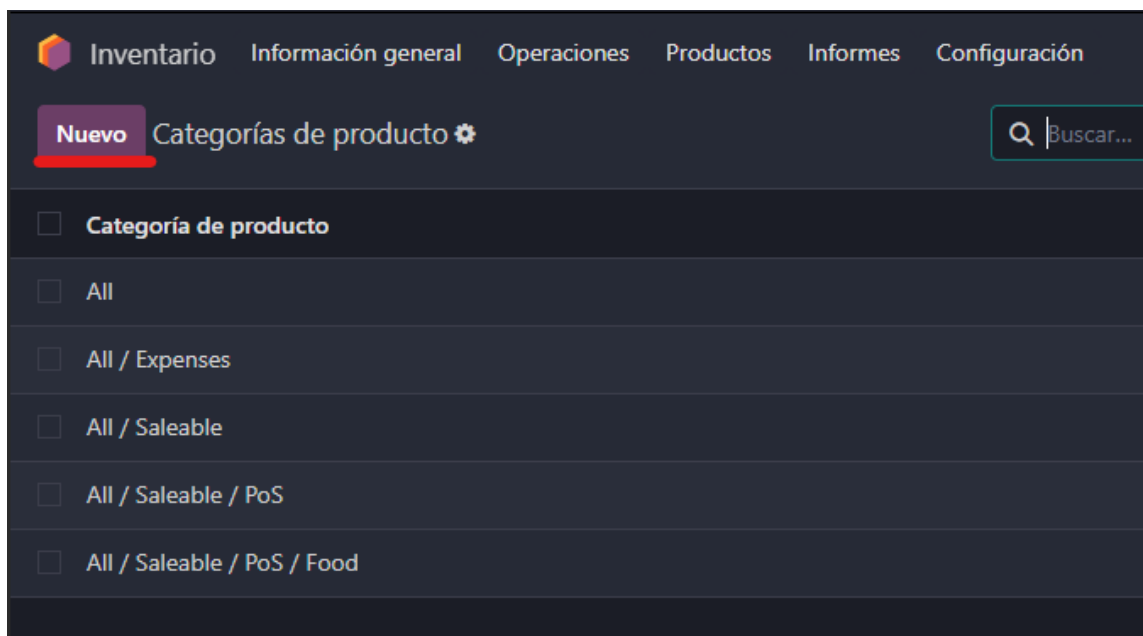 Inventario Información general Operaciones Productos Informes Configuración
Nuevo Categorías de producto Buscar...
Categoría de producto
All
All / Expenses
All / Saleable
All / Saleable / PoS
All / Saleable / PoS / Food